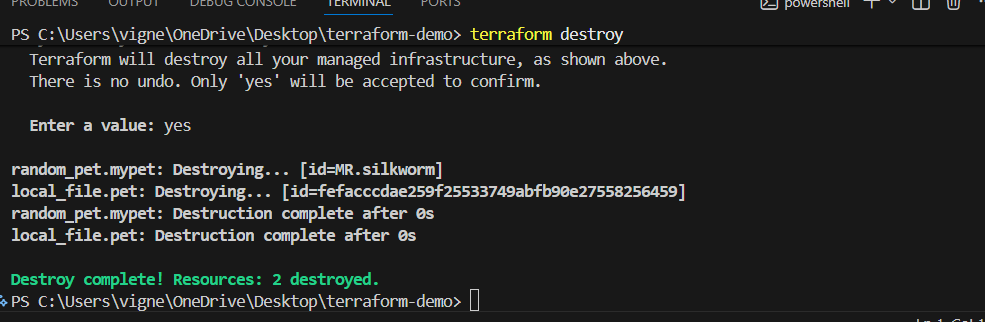 PROBLEMS OUTPUT DEBUG CONSOLE TERMINAL PORTS powershell
PS C:\Users\vigne\OneDrive\Desktop\terraform-demo> terraform destroy
Terraform will destroy all your managed infrastructure, as shown above.
There is no undo. Only 'yes' will be accepted to confirm.
Enter a value: yes
random_pet.mypet: Destroying... [id=MR.silkworm]
local_file.pet: Destroying... [id=fefacccdae259f25533749abfb90e27558256459]
random_pet.mypet: Destruction complete after 0s
local_file.pet: Destruction complete after 0s
Destroy complete! Resources: 2 destroyed.
PS C:\Users\vigne\OneDrive\Desktop\terraform-demo>